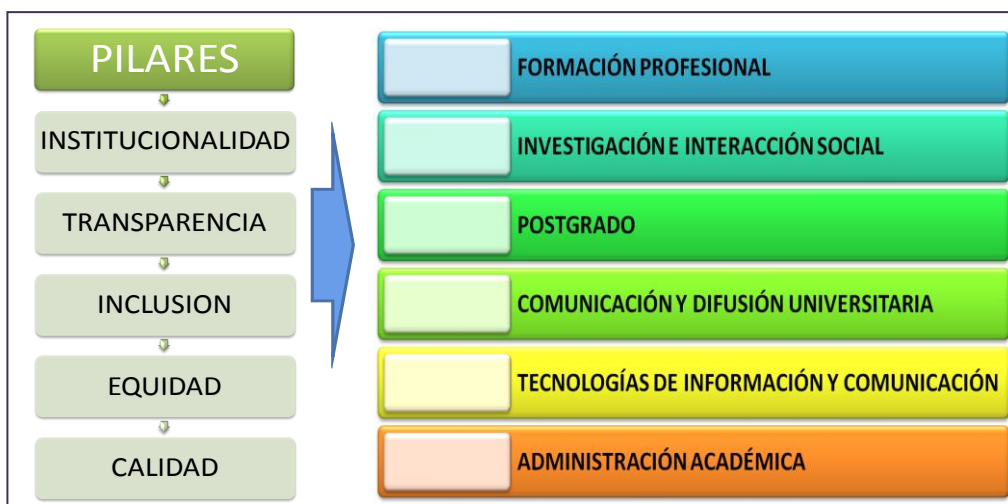 PILARES
INSTITUCIONALIDAD
TRANSPARENCIA
INCLUSION
EQUIDAD
CALIDAD
FORMACIÓN PROFESIONAL
INVESTIGACIÓN E INTERACCIÓN SOCIAL
POSTGRADO
COMUNICACIÓN Y DIFUSIÓN UNIVERSITARIA
TECNOLOGÍAS DE INFORMACIÓN Y COMUNICACIÓN
ADMINISTRACIÓN ACADÉMICA